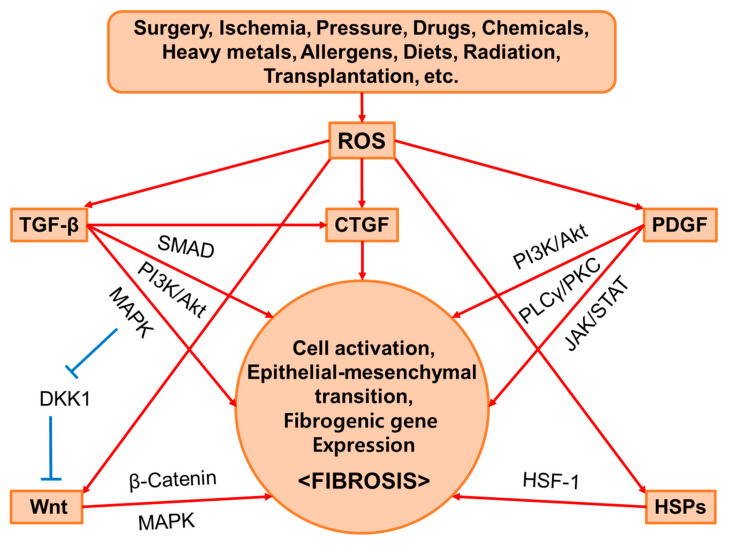 Surgery, Ischemia, Pressure, Drugs, Chemicals,
Heavy metals, Allergens, Diets, Radiation,
Transplantation, etc.
ROS
TGF-β
CTGF
PDGF
SMAD
PI3K/Akt
MAPK
PI3K/Akt
PLCγ/PKC
JAK/STAT
Cell activation,
Epithelial-mesenchymal
transition,
Fibrogenic gene
Expression
<FIBROSIS>
DKK1
β-Catenin
HSF-1
Wnt
MAPK
HSPs